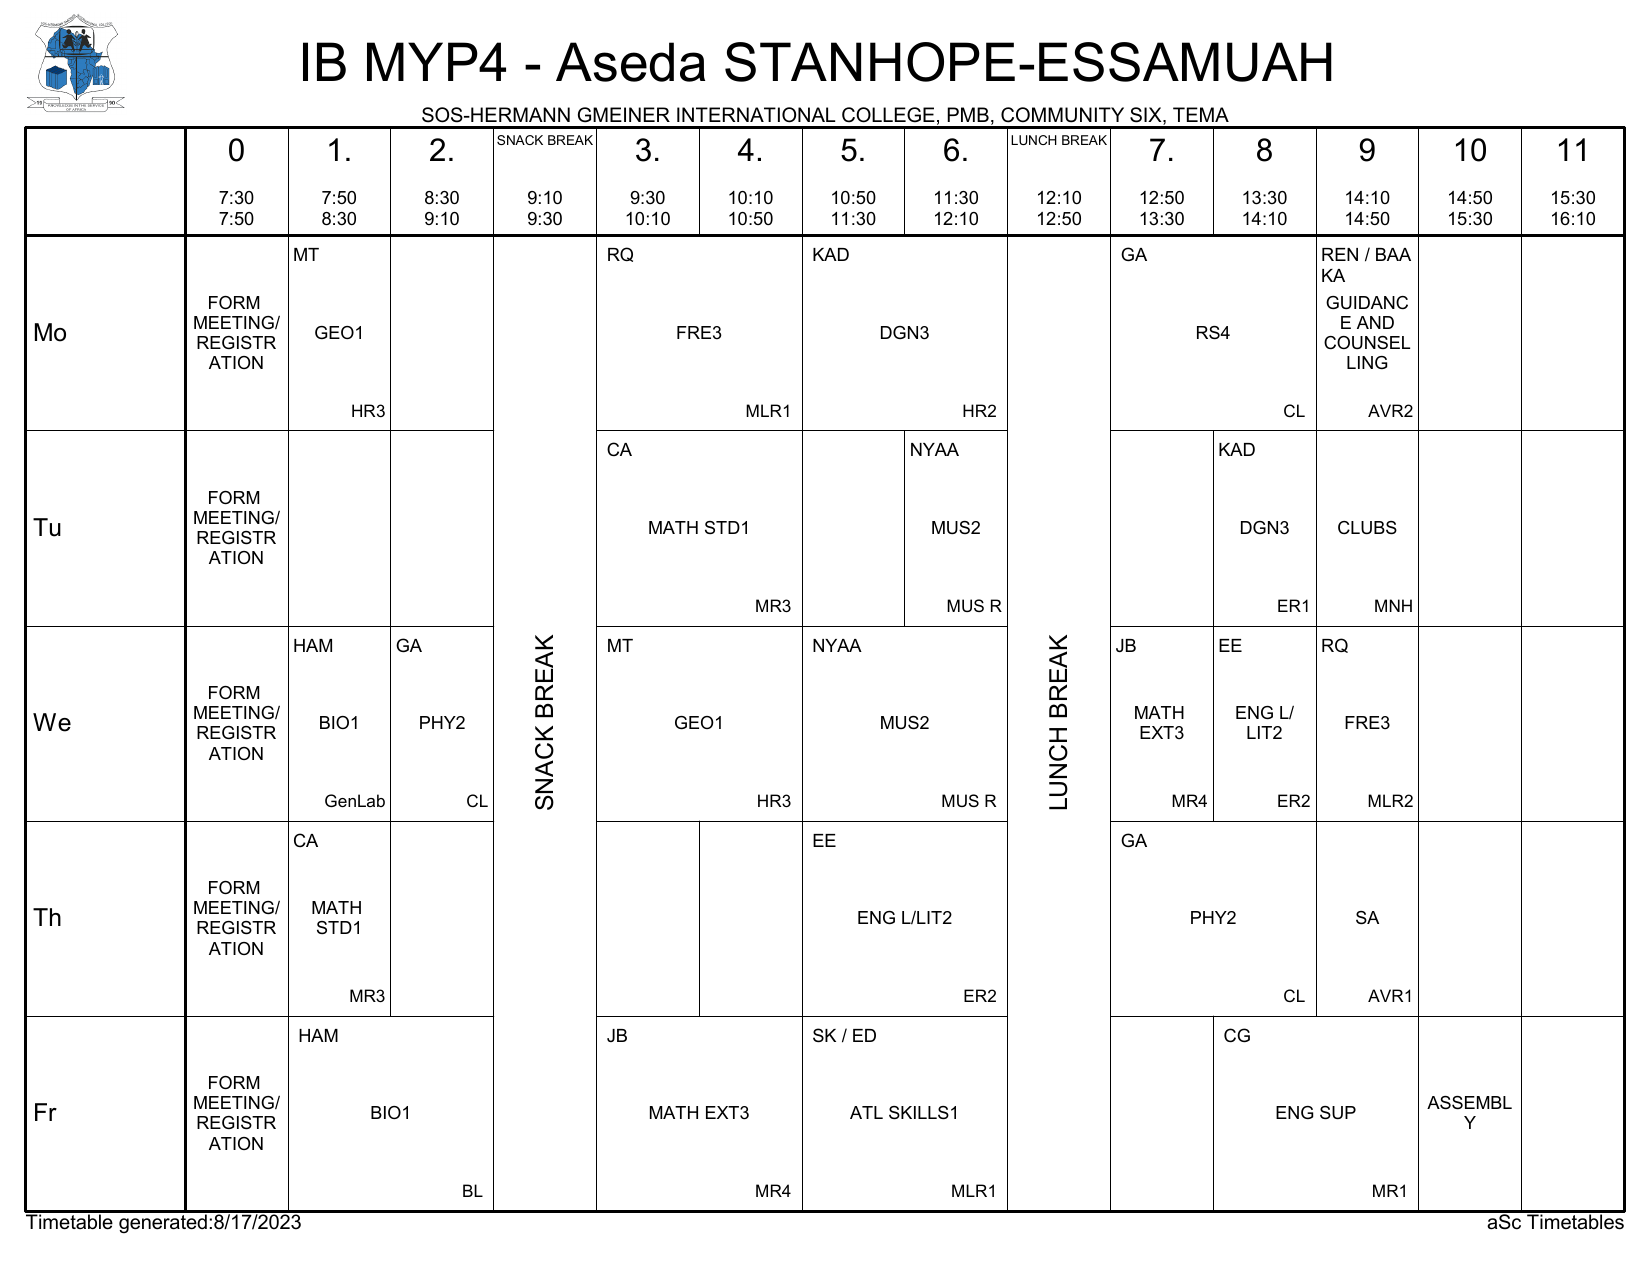 IB MYP4 - Aseda STANHOPE-ESSAMUAH
SOS-HERMANN GMEINER INTERNATIONAL COLLEGE, PMB, COMMUNITY SIX, TEMA
0 1. 2. SNACK BREAK 3. 4. 5. 6. LUNCH BREAK 7. 8 9 10 11
7:30 7:50 8:30 9:10 9:30 10:10 10:50 11:30 12:10 12:50 13:30 14:10 14:50 15:30
7:50 8:30 9:10 9:30 10:10 10:50 11:30 12:10 12:50 13:30 14:10 14:50 15:30 16:10
Mo
FORM
MEETING/
REGISTR
ATION
MT
GEO1
HR3
RQ
FRE3
MLR1
KAD
DGN3
HR2
GA
RS4
CL
REN / BAA
KA
GUIDANC
E AND
COUNSEL
LING
AVR2
Tu
FORM
MEETING/
REGISTR
ATION
CA
MATH STD1
MR3
NYAA
MUS2
MUS R
KAD
DGN3
ER1
CLUBS
MNH
We
FORM
MEETING/
REGISTR
ATION
HAM
BIO1
GenLab
GA
PHY2
CL
SNACK BREAK
MT
GEO1
HR3
NYAA
MUS2
MUS R
LUNCH BREAK
JB
MATH
EXT3
MR4
EE
ENG L/
LIT2
ER2
RQ
FRE3
MLR2
Th
FORM
MEETING/
REGISTR
ATION
CA
MATH
STD1
MR3
EE
ENG L/LIT2
ER2
GA
PHY2
CL
SA
AVR1
Fr
FORM
MEETING/
REGISTR
ATION
HAM
BIO1
BL
JB
MATH EXT3
MR4
SK / ED
ATL SKILLS1
MLR1
CG
ENG SUP
MR1
ASSEMBL
Y
Timetable generated:8/17/2023
aSc Timetables